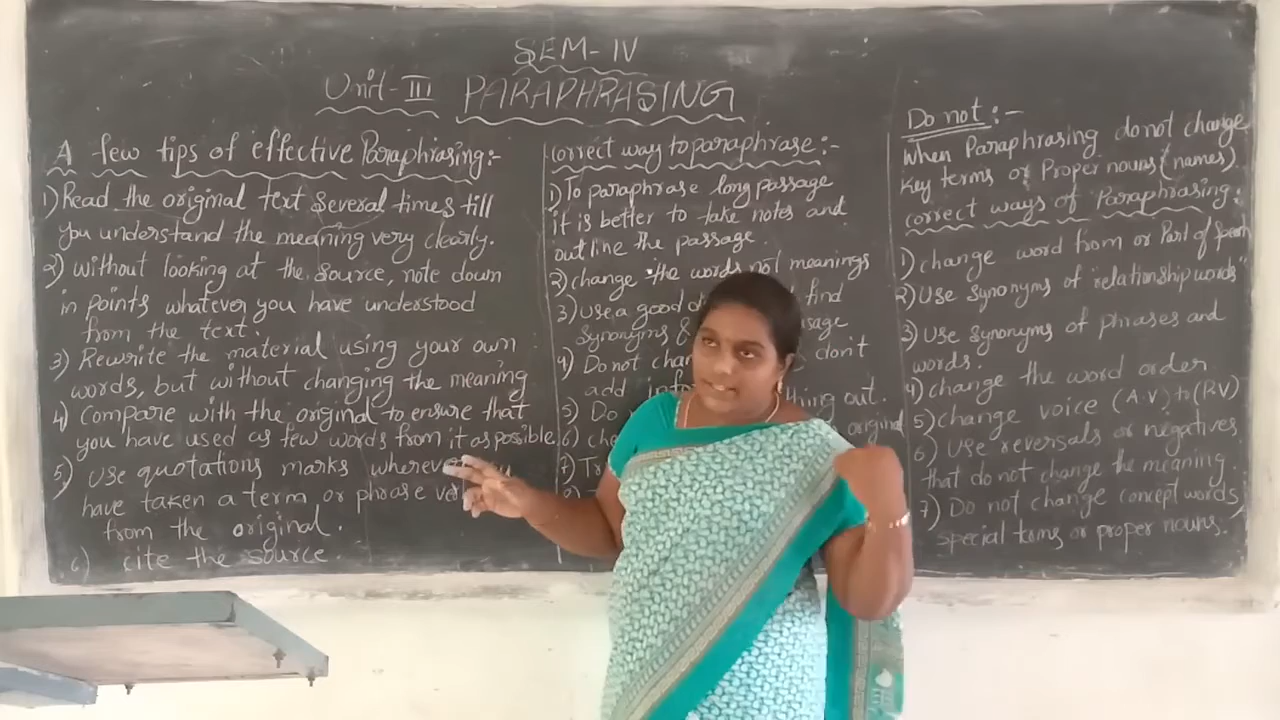 SEM-IV
Unit-III PARAPHRASING
A few tips of effective Paraphrasing:-
1) Read the original text several times till
you understand the meaning very clearly.
2) without looking at the source, note down
in points whatever you have understood
from the text.
3) Rewrite the material using your own
words, but without changing the meaning
4) Compare with the original to ensure that
you have used as few words from it as possible
5) Use quotations marks
have taken a term or phrase
from the original.
6) cite the source.
correct way to paraphrase:-
1) To paraphrase long passage
it is better to take notes and
outline the passage.
2) change the words not meanings
3) Use a good find
Synonyms &
4) Do not don't
add
5) Do out.
6) original
7)
Do not:-
When Paraphrasing do not change
key terms or Proper nouns (names)
correct ways of Paraphrasing:
1) change word from or Part of
2) Use Synonyms of "relationship words"
3) Use Synonyms of phrases and
words.
4) change the word order
5) change voice (A.V) to (P.V)
6) Use reversals or negatives
that do not change the meaning.
7) Do not change concept words,
special terms or proper nouns.